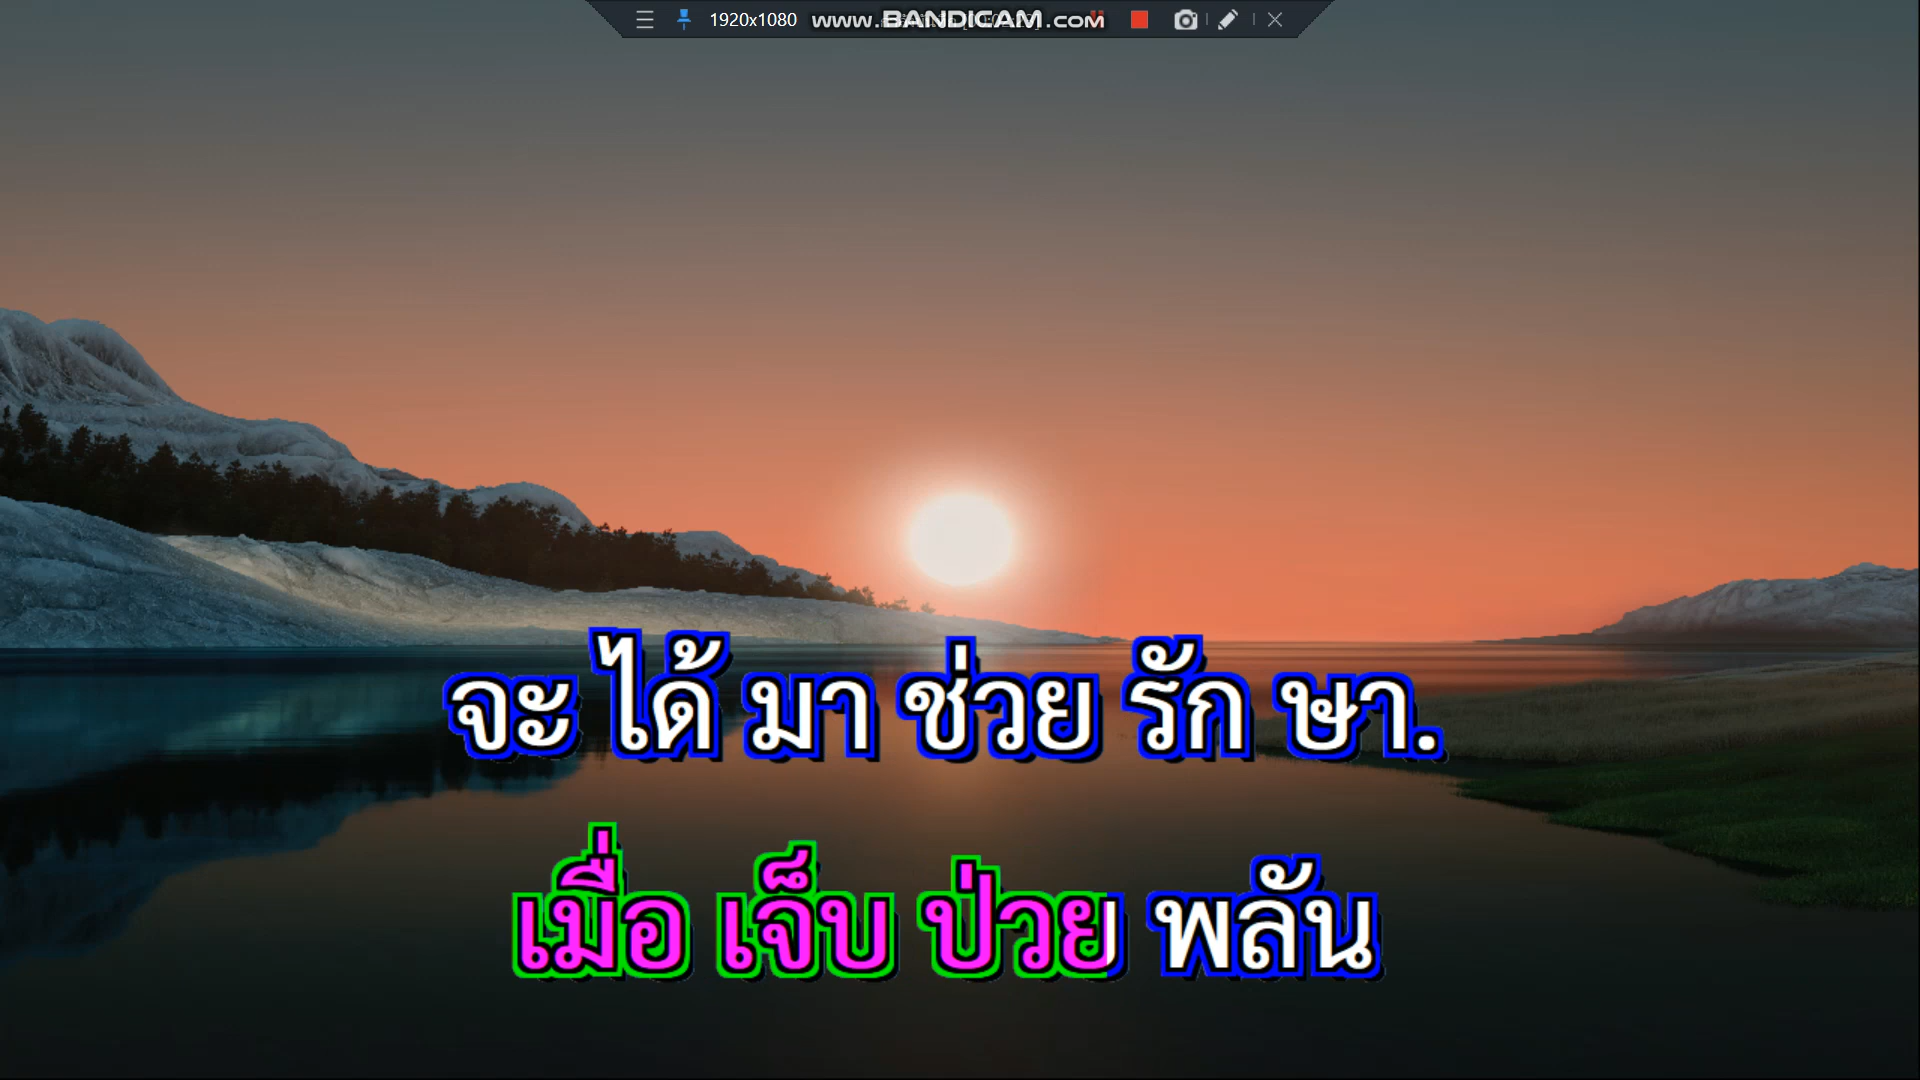 1920x1080 www.BANDICAM.com
จะ ได้ มา ช่วย รัก ษา.
เมื่อ เจ็บ ป่วย พลัน